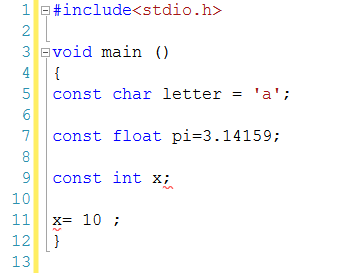 1 #include<stdio.h>
2
3 void main ()
4 {
5 const char letter = 'a';
6
7 const float pi=3.14159;
8
9 const int x;
10
11 x= 10 ;
12 }
13